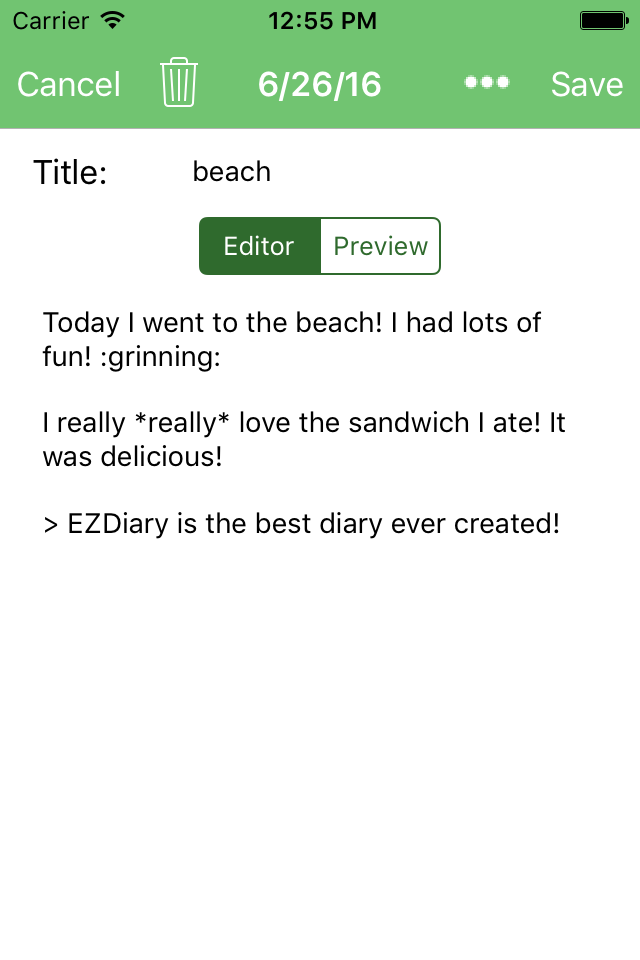 Carrier 12:55 PM
Cancel 6/26/16 ••• Save
Title: beach
Editor Preview
Today I went to the beach! I had lots of
fun! :grinning:
I really *really* love the sandwich I ate! It
was delicious!
> EZDiary is the best diary ever created!